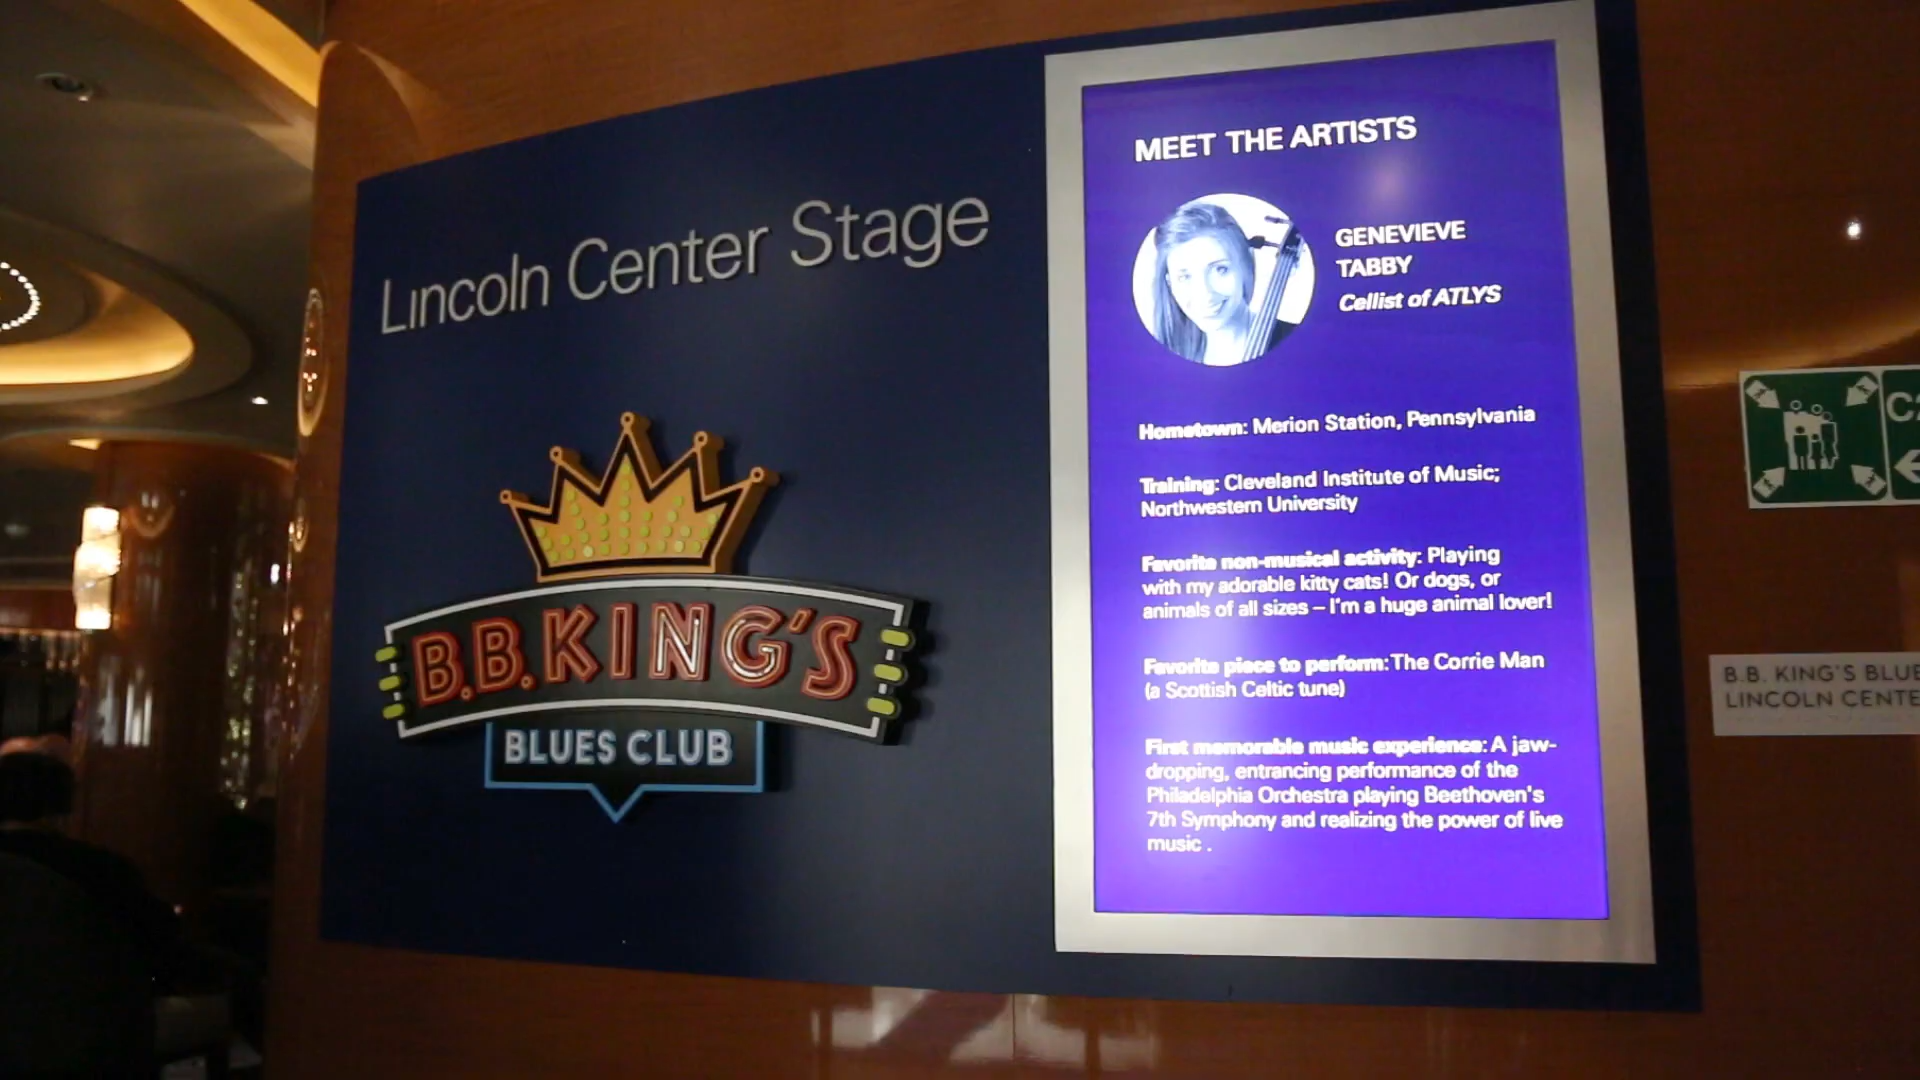 Lincoln Center Stage
B.B. KING'S
BLUES CLUB
MEET THE ARTISTS
GENEVIEVE
TABBY
Cellist of ATLYS
Hometown: Merion Station, Pennsylvania
Training: Cleveland Institute of Music;
Northwestern University
Favorite non-musical activity: Playing
with my adorable kitty cats! Or dogs, or
animals of all sizes – I'm a huge animal lover!
Favorite piece to perform: The Corrie Man
(a Scottish Celtic tune)
First memorable music experience: A jaw-
dropping, entrancing performance of the
Philadelphia Orchestra playing Beethoven's
7th Symphony and realizing the power of live
music .
B.B. KING'S BLUE
LINCOLN CENTE